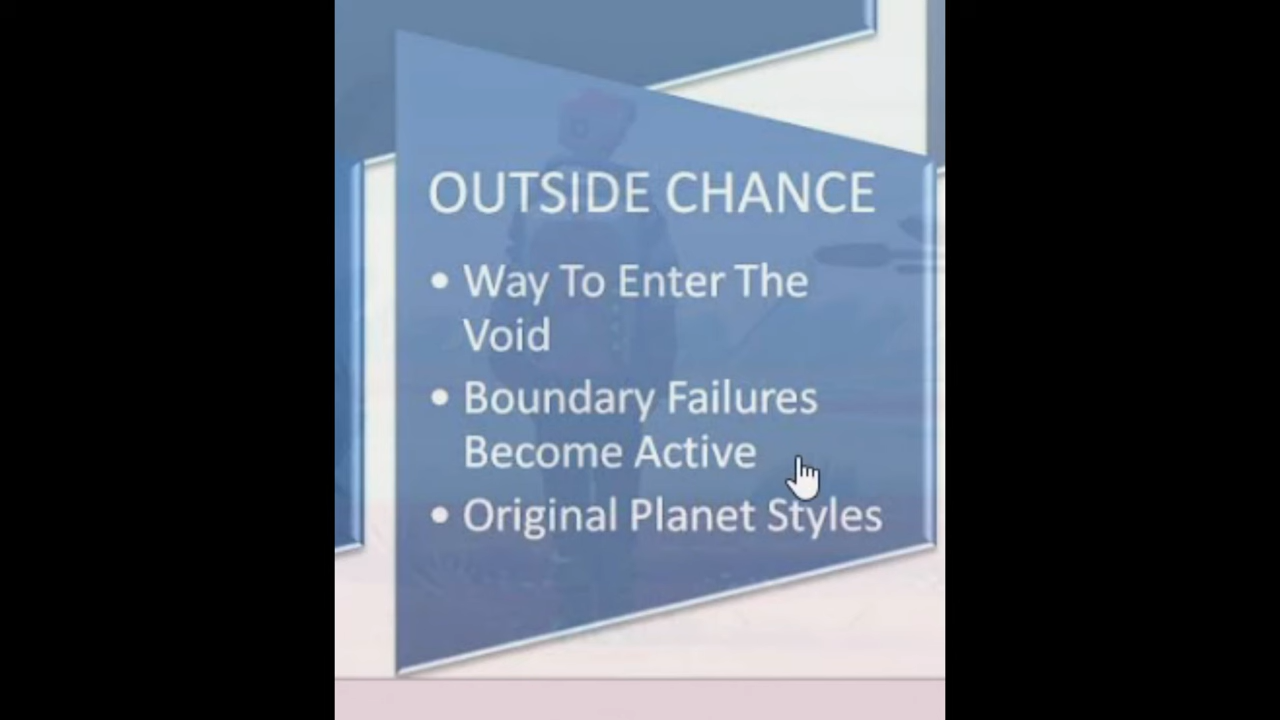 OUTSIDE CHANCE
• Way To Enter The
Void
• Boundary Failures
Become Active
• Original Planet Styles